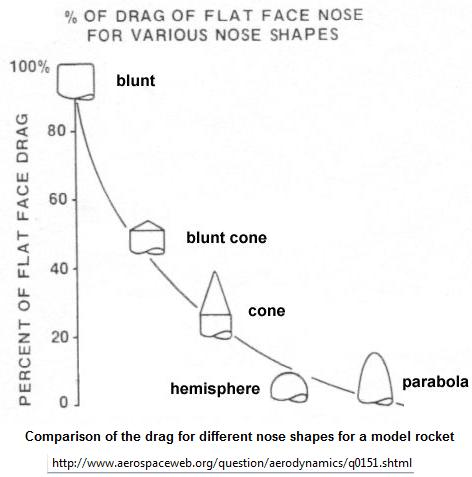 % OF DRAG OF FLAT FACE NOSE
FOR VARIOUS NOSE SHAPES
100%
blunt
80
60
blunt cone
40
cone
20
hemisphere
parabola
0
PERCENT OF FLAT FACE DRAG
Comparison of the drag for different nose shapes for a model rocket
http://www.aerospaceweb.org/question/aerodynamics/q0151.shtml